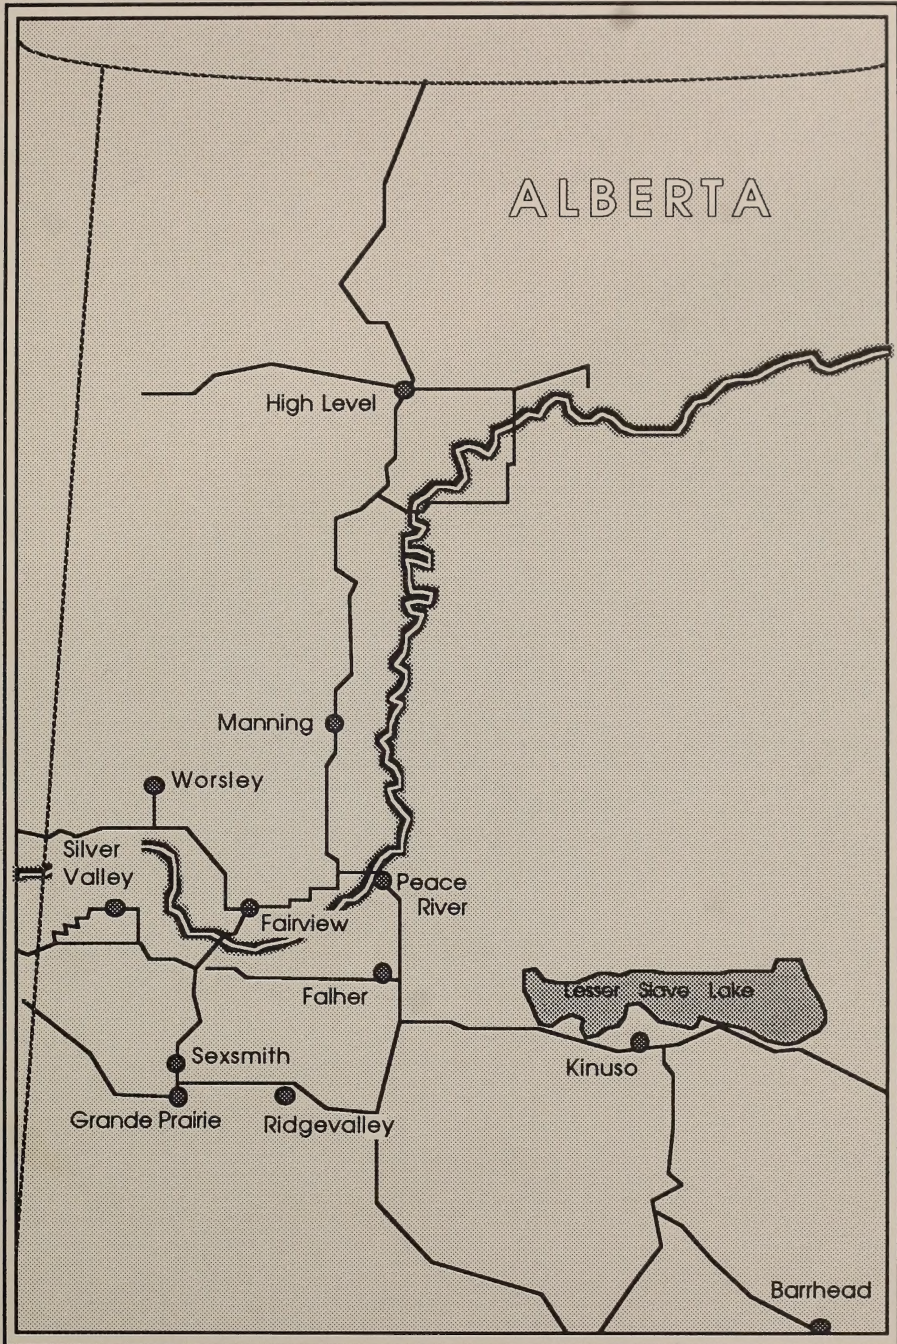 ALBERTA
High Level
Manning
Worsley
Silver
Valley
Peace
River
Fairview
Falher
Lesser Slave Lake
Kinuso
Sexsmith
Grande Prairie
Ridgevalley
Barrhead